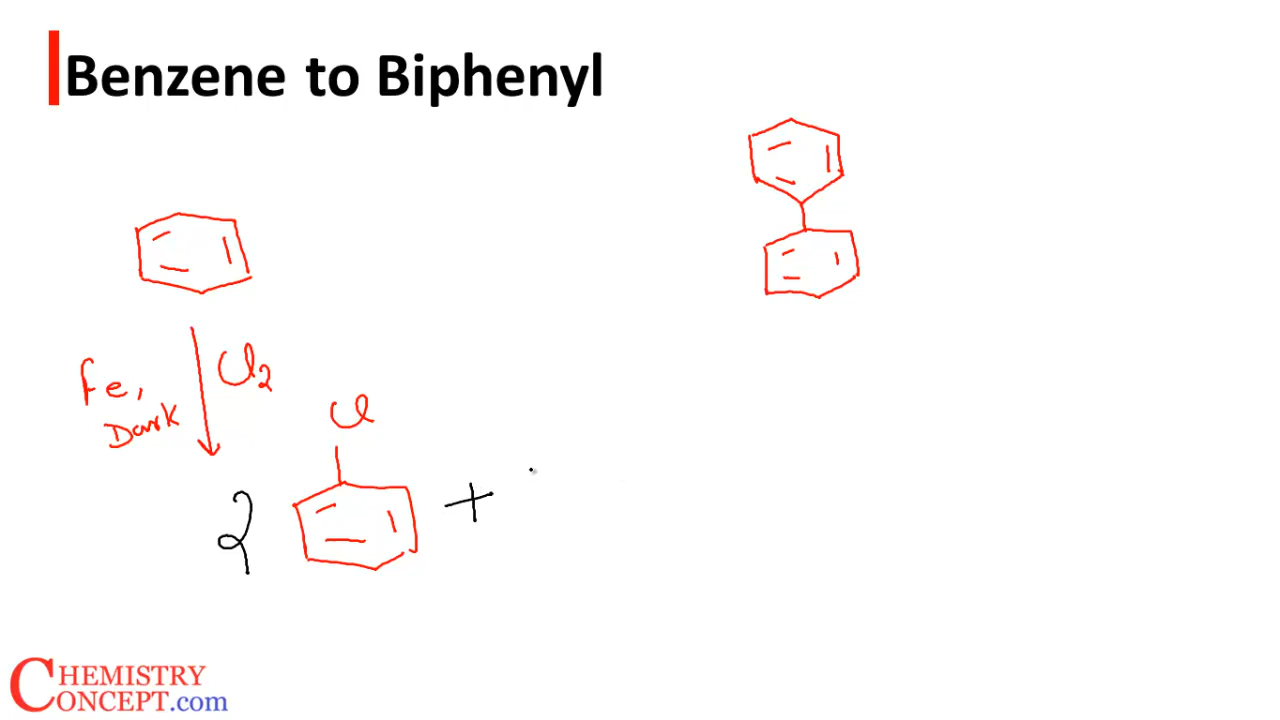 Benzene to Biphenyl
Fe,
Dark
Cl2
Cl
2
+
CHEMISTRY
CONCEPT.com